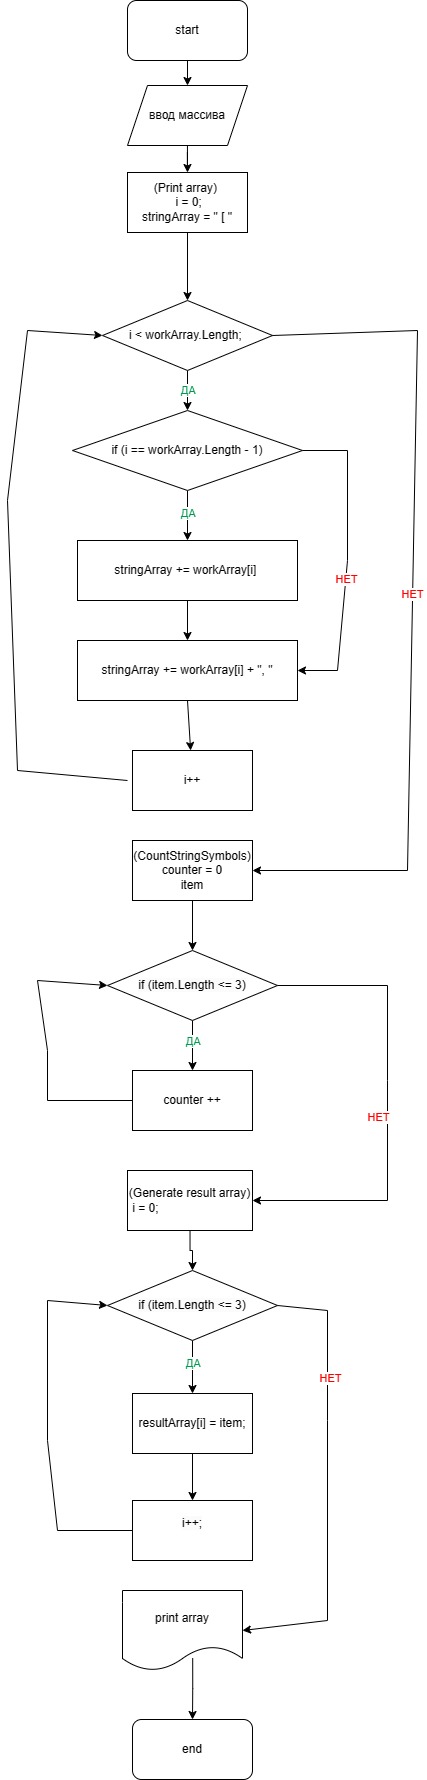 start
ввод массива
(Print array)
i = 0;
stringArray = " [ "
i < workArray.Length;
ДА
if (i == workArray.Length - 1)
ДА
stringArray += workArray[i]
НЕТ
НЕТ
stringArray += workArray[i] + ", "
i++
(CountStringSymbols)
counter = 0
item
if (item.Length <= 3)
ДА
counter ++
НЕТ
(Generate result array)
i = 0;
if (item.Length <= 3)
ДА
НЕТ
resultArray[i] = item;
i++;
print array
end